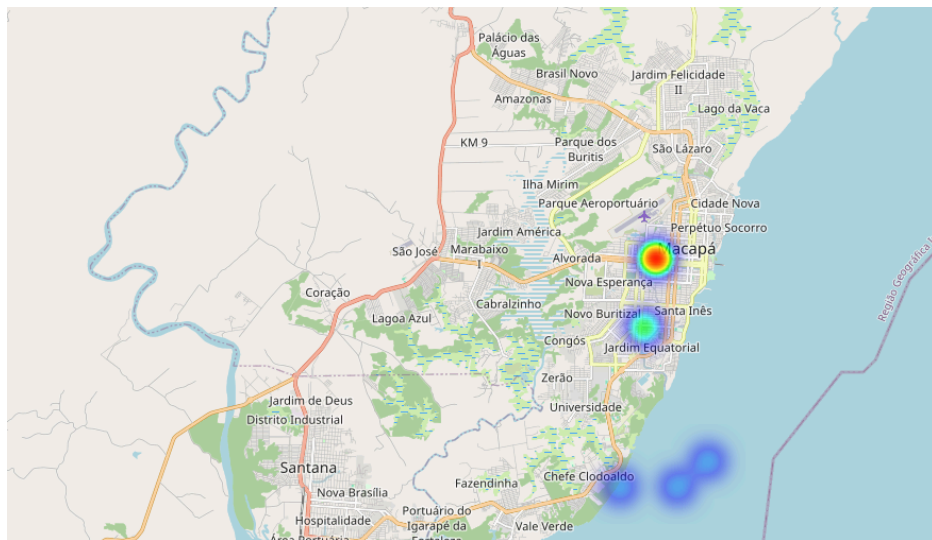 Palácio das
Águas
Brasil Novo
Jardim Felicidade
II
Amazonas
Lago da Vaca
KM 9
Parque dos
Buritis
São Lázaro
Ilha Mirim
Parque Aeroportuário
Cidade Nova
Perpétuo Socorro
Jardim América
Macapá
São José
Marabaixo
I
Alvorada
Nova Esperança
Coração
Cabralzinho
Lagoa Azul
Novo Buritizal
Santa Inês
Congós
Jardim Equatorial
Região Geográfica
Zerão
Jardim de Deus
Universidade
Distrito Industrial
Santana
Chefe Clodoaldo
Fazendinha
Nova Brasília
Portuário do
Igarapé da
Hospitalidade
Vale Verde